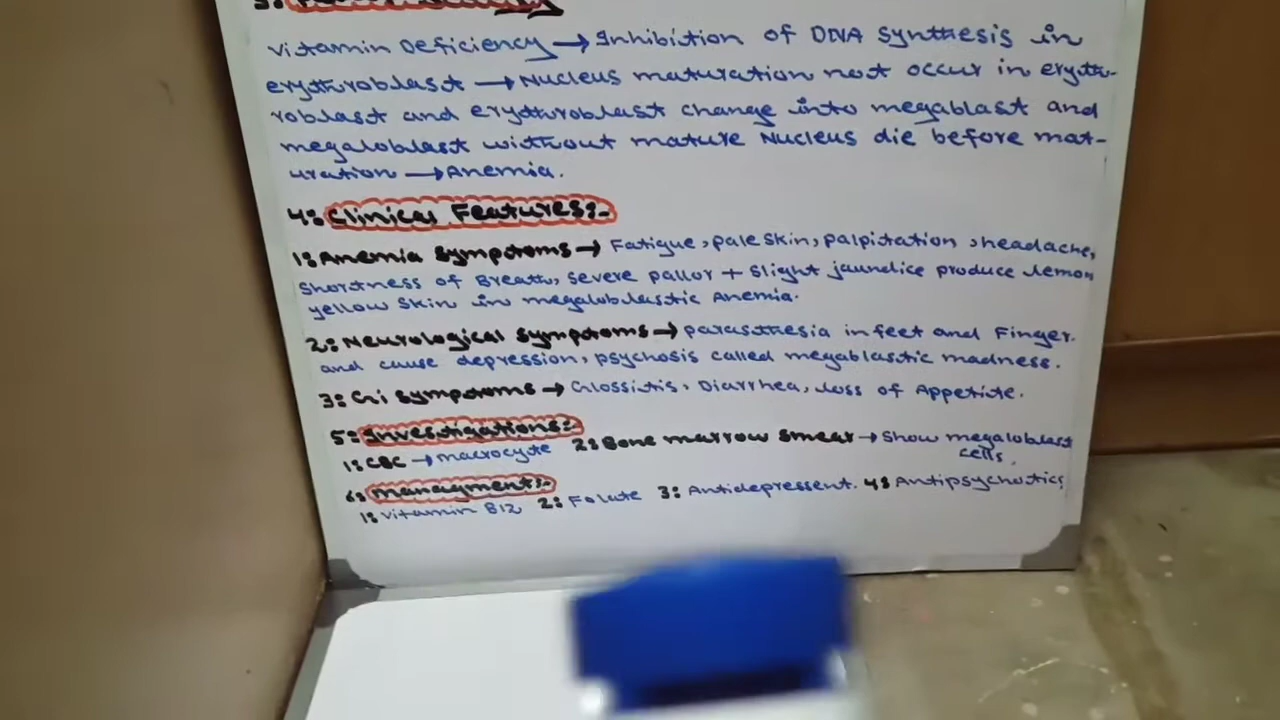 3:
vitamin Deficiency → Inhibition of DNA synthesis in
erythroblast → Nucleus maturation not occur in eryth-
roblast and erythroblast change into megablast and
megaloblast without mature Nucleus die before mat-
uration → Anemia.
4: Clinical Features:-
1: Anemia Symptoms → Fatigue, pale skin, palpitation, headache,
Shortness of Breath, severe pallor + slight jaundice produce lemon
yellow skin in megaloblastic Anemia.
2: Neurological Symptoms → parasthesia in feet and Finger.
and cause depression, psychosis called megablastic madness.
3: Gi Symptoms → Glossitis, Diarrhea, loss of Appetite.
5: Investigations:-
1: CBC → macrocyte 2: Bone marrow smear → Show megaloblast
cells.
6: managment:-
1: vitamin B12 2: Folate 3: Antidepressent. 4: Antipsychotics